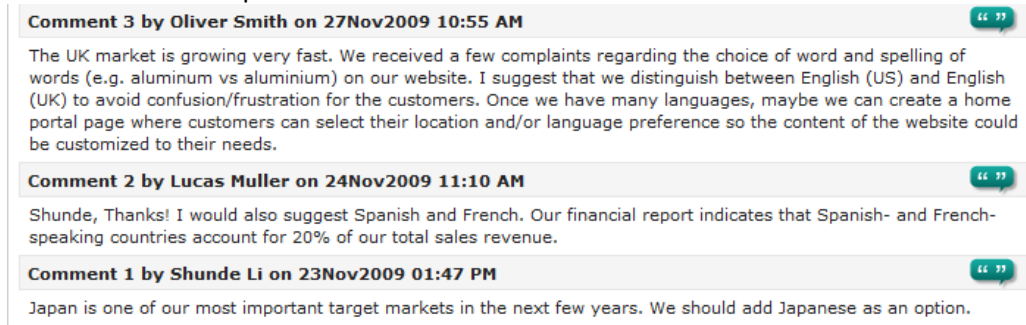 Comment 3 by Oliver Smith on 27Nov2009 10:55 AM
“ ”
The UK market is growing very fast. We received a few complaints regarding the choice of word and spelling of
words (e.g. aluminum vs aluminium) on our website. I suggest that we distinguish between English (US) and English
(UK) to avoid confusion/frustration for the customers. Once we have many languages, maybe we can create a home
portal page where customers can select their location and/or language preference so the content of the website could
be customized to their needs.
Comment 2 by Lucas Muller on 24Nov2009 11:10 AM
“ ”
Shunde, Thanks! I would also suggest Spanish and French. Our financial report indicates that Spanish- and French-
speaking countries account for 20% of our total sales revenue.
Comment 1 by Shunde Li on 23Nov2009 01:47 PM
“ ”
Japan is one of our most important target markets in the next few years. We should add Japanese as an option.